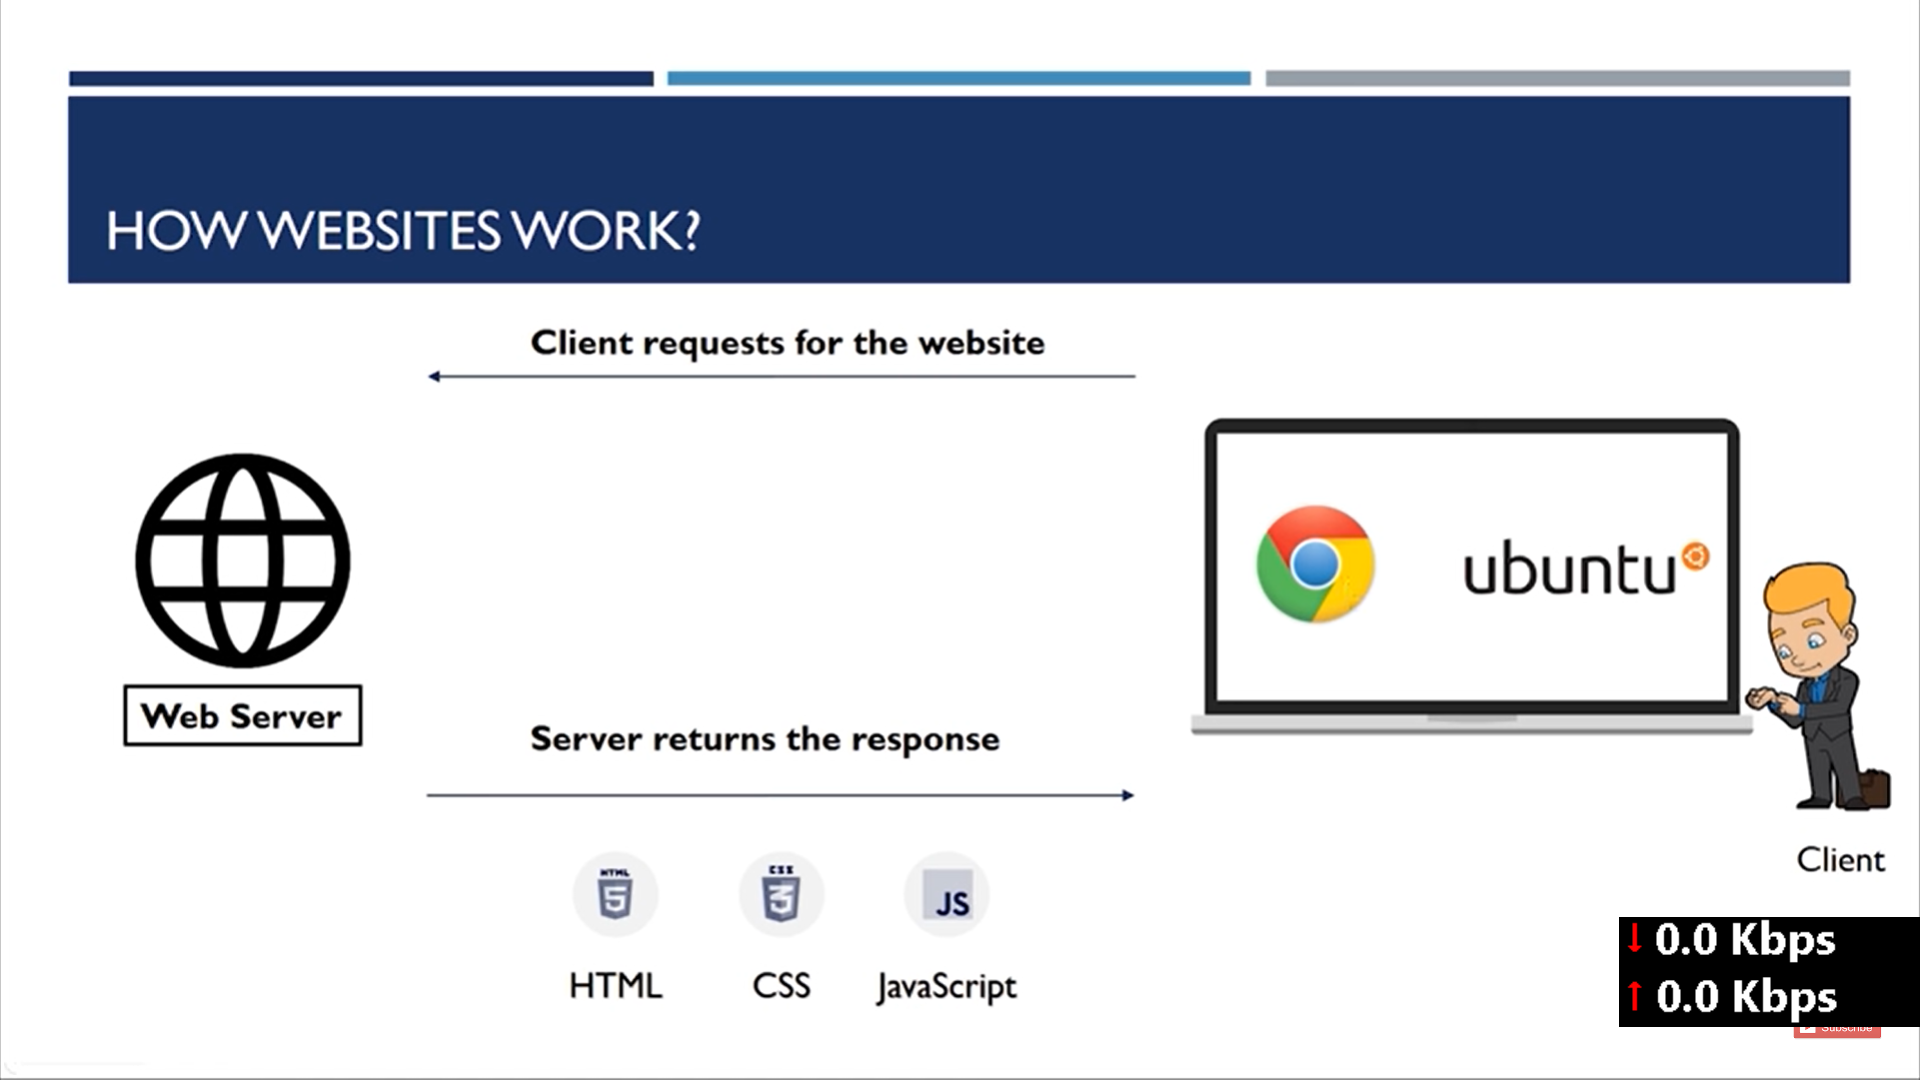 HOW WEBSITES WORK?
Client requests for the website
ubuntu
Web Server
Server returns the response
Client
HTML
5
CSS
3
JS
HTML
CSS
JavaScript
↓ 0.0 Kbps
↑ 0.0 Kbps
Subscribe